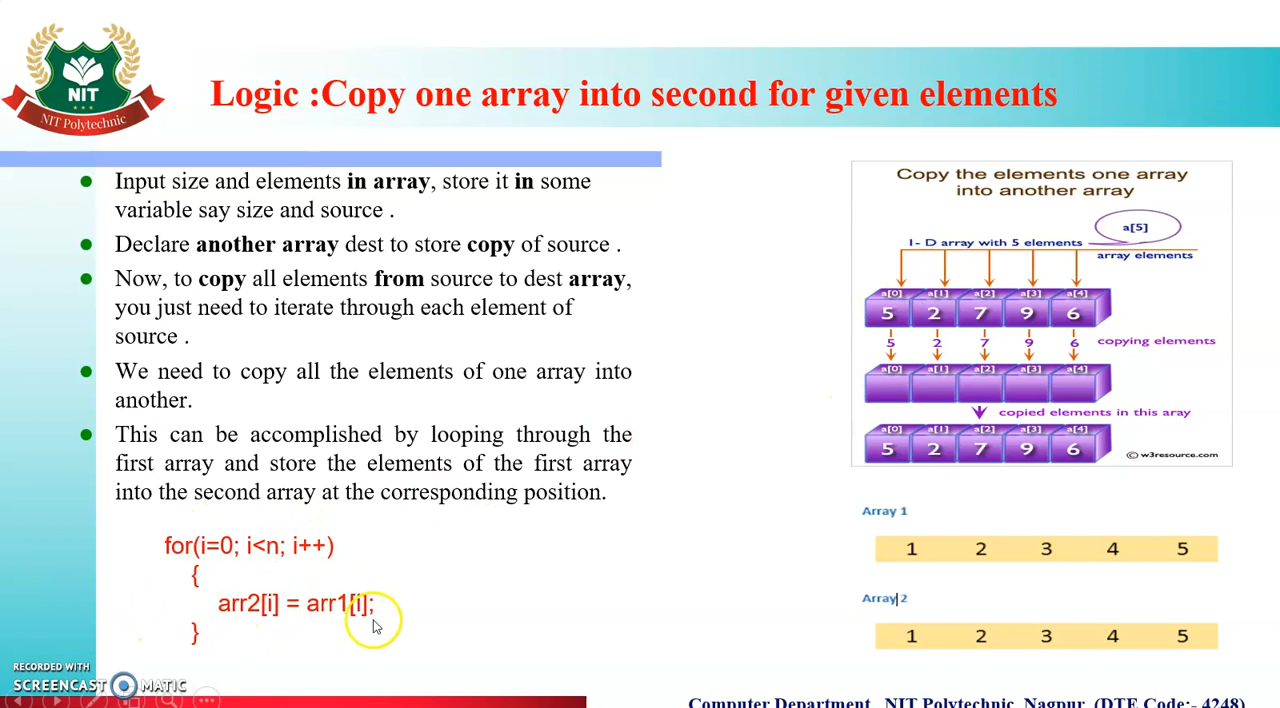 NIT
NIT Polytechnic
Logic :Copy one array into second for given elements
Input size and elements in array, store it in some
variable say size and source .
Declare another array dest to store copy of source .
Now, to copy all elements from source to dest array,
you just need to iterate through each element of
source .
We need to copy all the elements of one array into
another.
This can be accomplished by looping through the
first array and store the elements of the first array
into the second array at the corresponding position.
for(i=0; i<n; i++)
{
arr2[i] = arr1[i];
}
Copy the elements one array
into another array
a[5]
1- D array with 5 elements
array elements
a[0] a[1] a[2] a[3] a[4]
5 2 7 9 6
5 2 7 9 6 copying elements
a[0] a[1] a[2] a[3] a[4]
copied elements in this aray
a[0] a[1] a[2] a[3] a[4]
5 2 7 9 6
© w3resource.com
Array 1
1 2 3 4 5
Array 2
1 2 3 4 5
RECORDED WITH
SCREENCAST MATIC
Computer Department, NIT Polytechnic, Nagpur (DTE Code:- 4248)